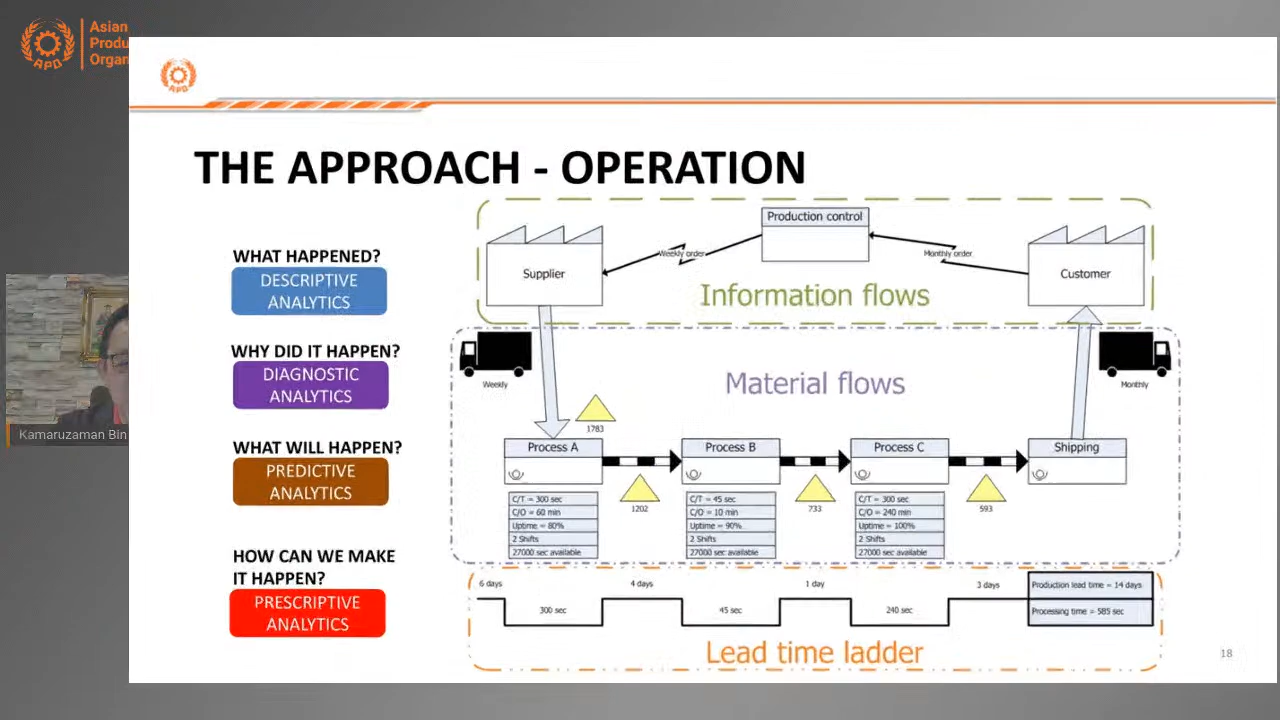 Asian
Produ
Organ
APO
APO
THE APPROACH - OPERATION
WHAT HAPPENED?
DESCRIPTIVE
ANALYTICS
WHY DID IT HAPPEN?
DIAGNOSTIC
ANALYTICS
WHAT WILL HAPPEN?
PREDICTIVE
ANALYTICS
HOW CAN WE MAKE
IT HAPPEN?
PRESCRIPTIVE
ANALYTICS
Production control
Supplier
Weekly order
Monthly order
Customer
Information flows
Weekly
Material flows
Monthly
1783
Process A
Process B
Process C
Shipping
1202
733
593
C/T = 300 sec
C/O = 60 min
Uptime = 80%
2 Shifts
27000 sec available
C/T = 45 sec
C/O = 10 min
Uptime = 90%
2 Shifts
27000 sec available
C/T = 300 sec
C/O = 240 min
Uptime = 100%
2 Shifts
27000 sec available
6 days
4 days
1 day
3 days
Production lead time = 14 days
300 sec
45 sec
240 sec
Processing time = 585 sec
Lead time ladder
18
Kamaruzaman Bin